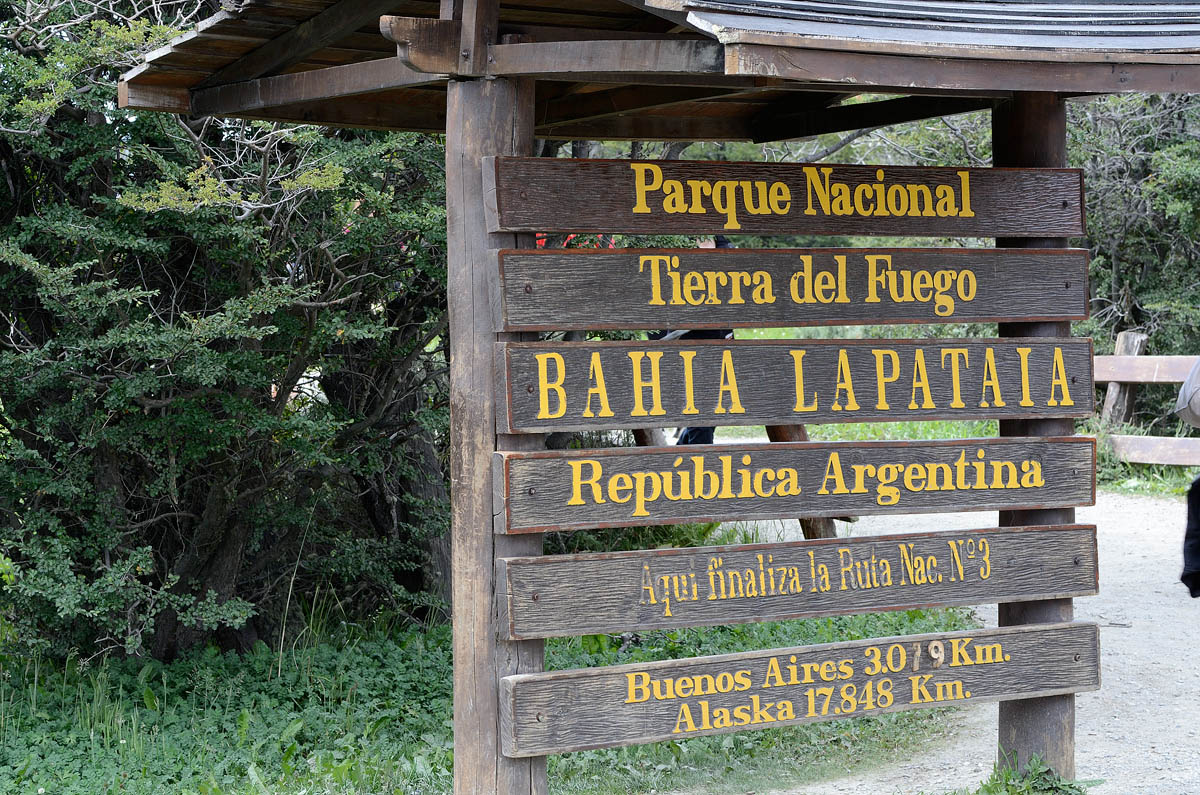 Parque Nacional
Tierra del Fuego
BAHIA LAPATAIA
República Argentina
Aqui finaliza la Ruta Nac. Nº3
Buenos Aires 3.079 Km.
Alaska 17.848 Km.